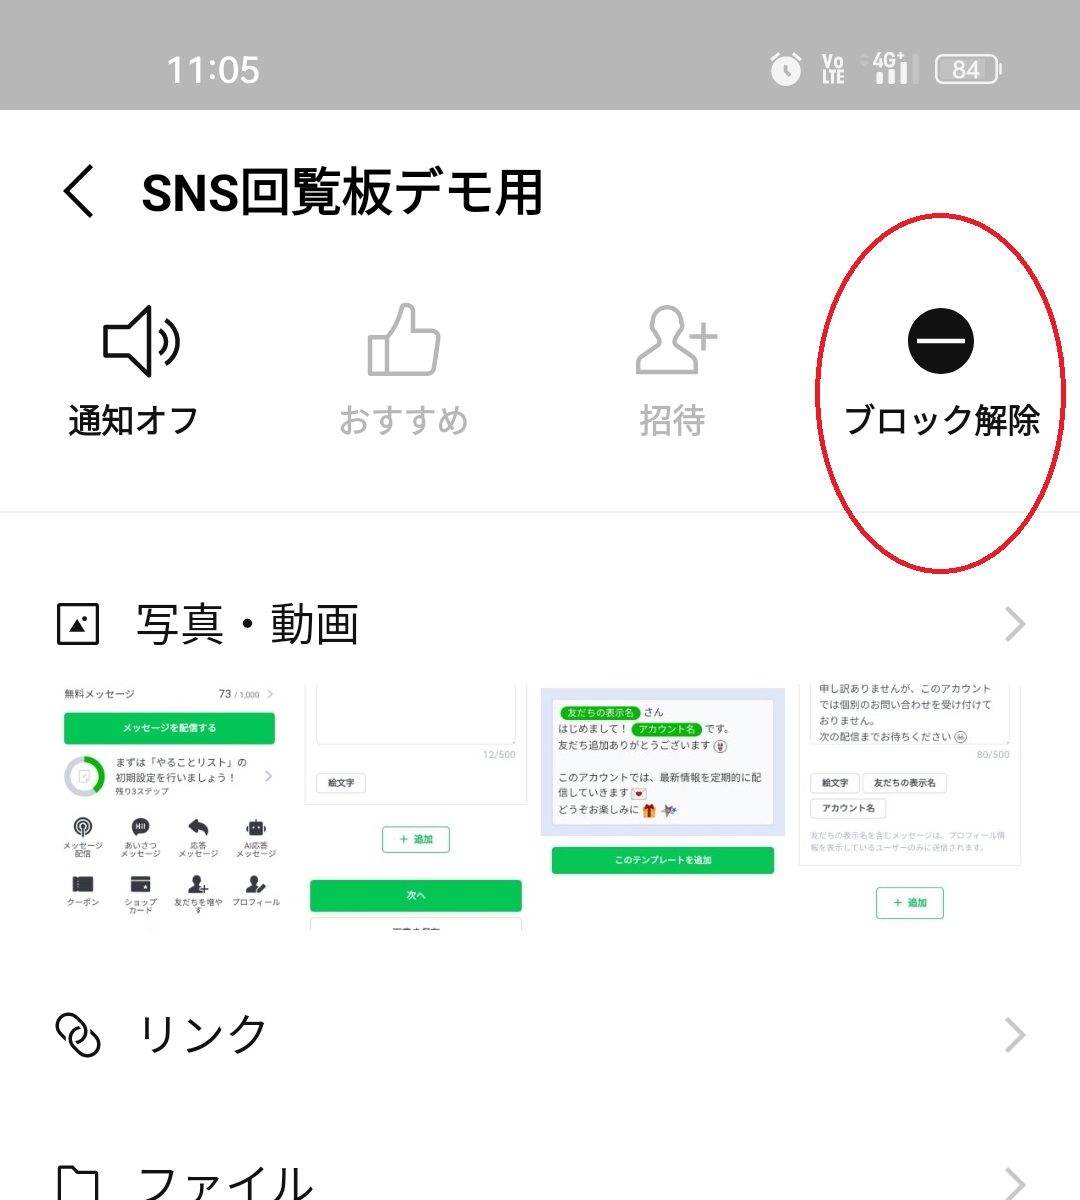 11:05
Vo LTE 4G+ 84
SNS回覧板デモ用
通知オフ
おすすめ
招待
ブロック解除
写真・動画
無料メッセージ 73 / 1,000
メッセージを配信する
まずは「やることリスト」の
初期設定を行いましょう！
残り3ステップ
メッセージ
配信
HI!
あいさつ
メッセージ
応答
メッセージ
AI応答
メッセージ
クーポン
ショップ
カード
友だちを増や
す
プロフィール
12/500
絵文字
+ 追加
次へ
友だちの表示名 さん
はじめまして！ アカウント名 です。
友だち追加ありがとうございます
このアカウントでは、最新情報を定期的に配
信していきます
どうぞお楽しみに
このテンプレートを追加
申し訳ありませんが、このアカウント
では個別のお問い合わせを受け付けて
おりません。
次の配信までお待ちください
80/500
絵文字
友だちの表示名
アカウント名
友だちの表示名を含むメッセージは、プロフィール情
報を表示しているユーザーのみに送信されます。
+ 追加
リンク
ファイル